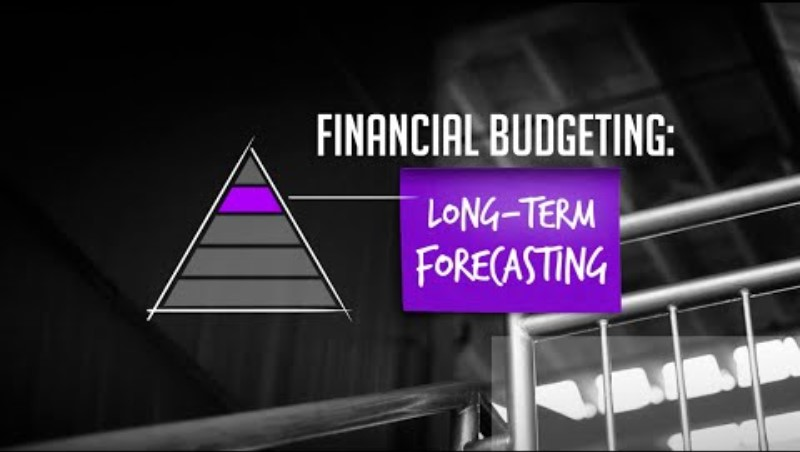 FINANCIAL BUDGETING:
LONG-TERM
FORECASTING